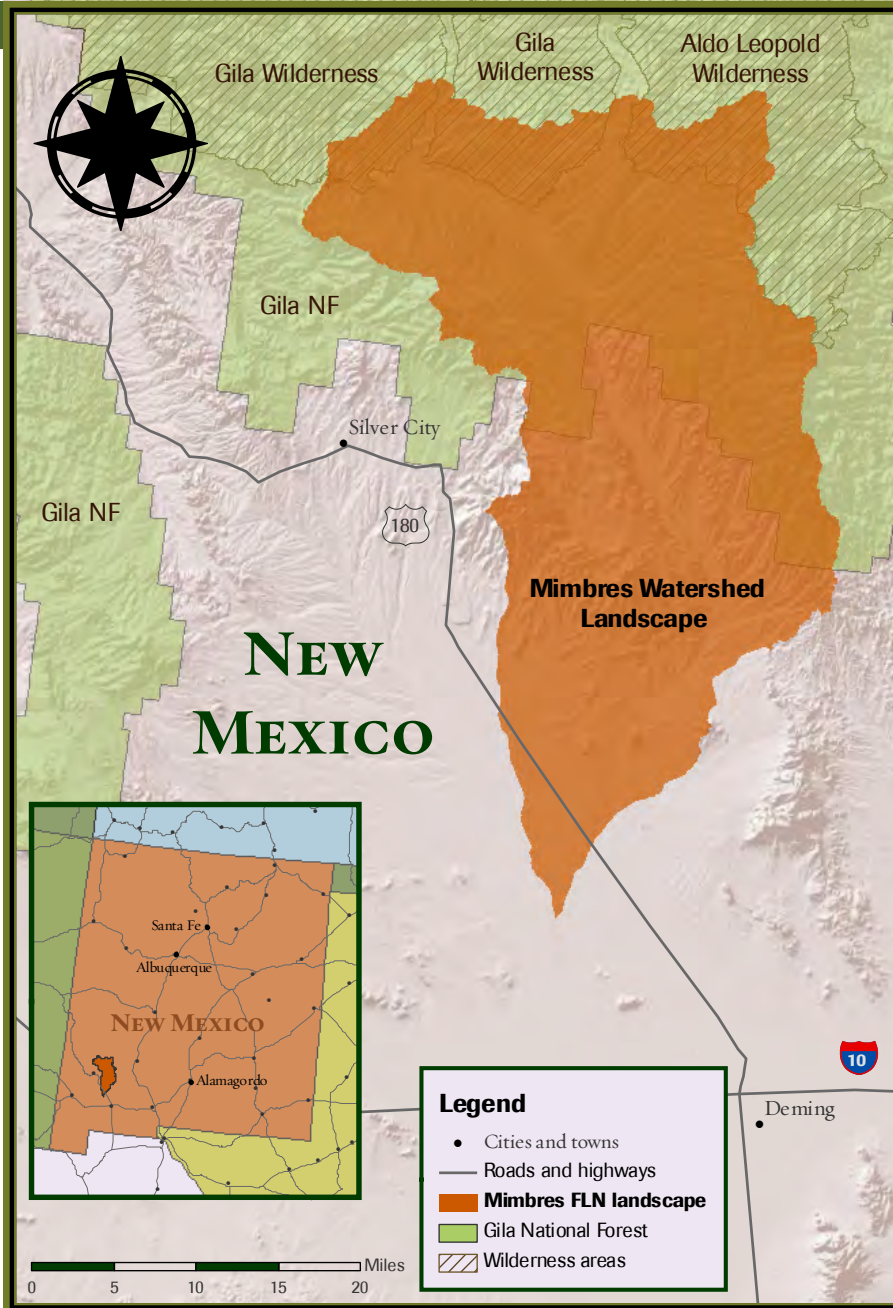 Gila Wilderness
Gila
Wilderness
Aldo Leopold
Wilderness
Gila NF
Silver City
Gila NF
180
Mimbres Watershed
Landscape
New
Mexico
Santa Fe
Albuquerque
New Mexico
Alamagordo
10
Deming
Legend
Cities and towns
Roads and highways
Mimbres FLN landscape
Gila National Forest
Wilderness areas
Miles
0 5 10 15 20